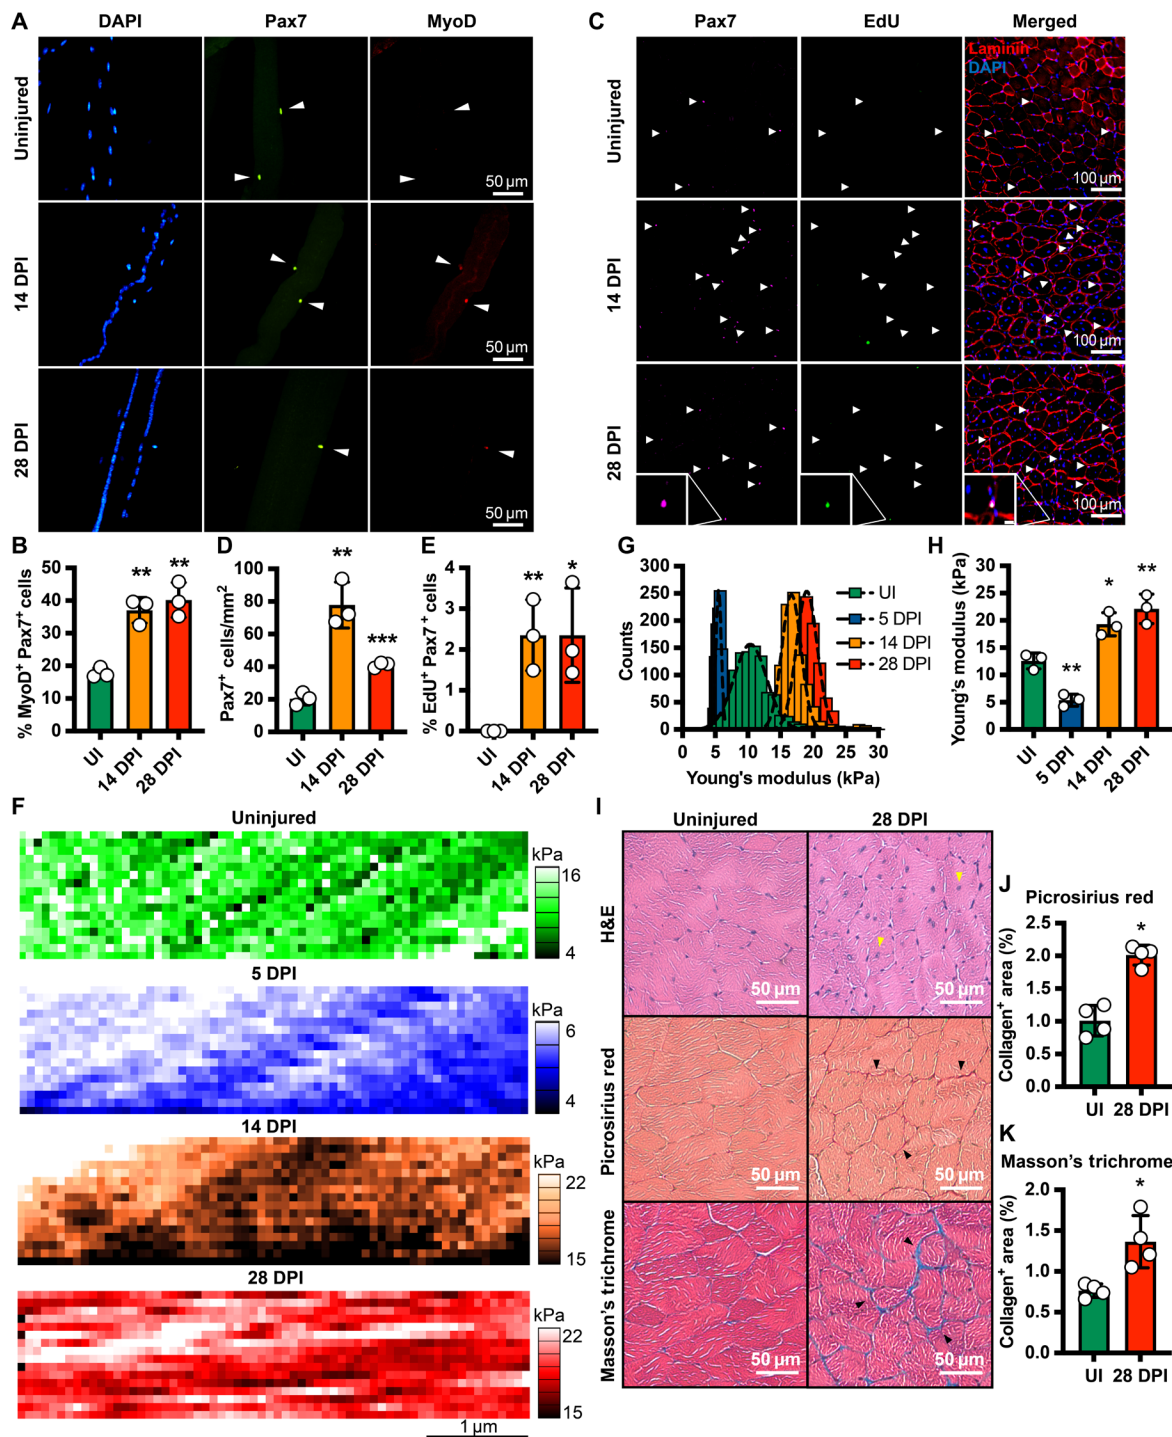 A
DAPI
Pax7
MyoD
Uninjured
50 µm
14 DPI
50 µm
28 DPI
50 µm
C
Pax7
EdU
Merged
Laminin
DAPI
Uninjured
100 µm
14 DPI
100 µm
28 DPI
100 µm
B
% MyoD+ Pax7+ cells
50
40
30
20
10
0
**
**
UI
14 DPI
28 DPI
D
Pax7+ cells/mm2
100
80
60
40
20
0
**
***
UI
14 DPI
28 DPI
E
% EdU+ Pax7+ cells
4
3
2
1
0
**
*
UI
14 DPI
28 DPI
G
Counts
300
250
200
150
100
50
0
UI
5 DPI
14 DPI
28 DPI
0 5 10 15 20 25 30
Young's modulus (kPa)
H
Young's modulus (kPa)
30
25
20
15
10
5
0
**
*
**
UI
5 DPI
14 DPI
28 DPI
F
Uninjured
kPa
16
4
5 DPI
kPa
6
4
14 DPI
kPa
22
15
28 DPI
kPa
22
15
1 µm
I
Uninjured
28 DPI
H&E
50 µm
50 µm
Picrosirius red
50 µm
50 µm
Masson's trichrome
50 µm
50 µm
J
Picrosirius red
Collagen+ area (%)
2.5
2.0
1.5
1.0
0.5
0.0
*
UI
28 DPI
K
Masson's trichrome
Collagen+ area (%)
2.0
1.5
1.0
0.5
0.0
*
UI
28 DPI